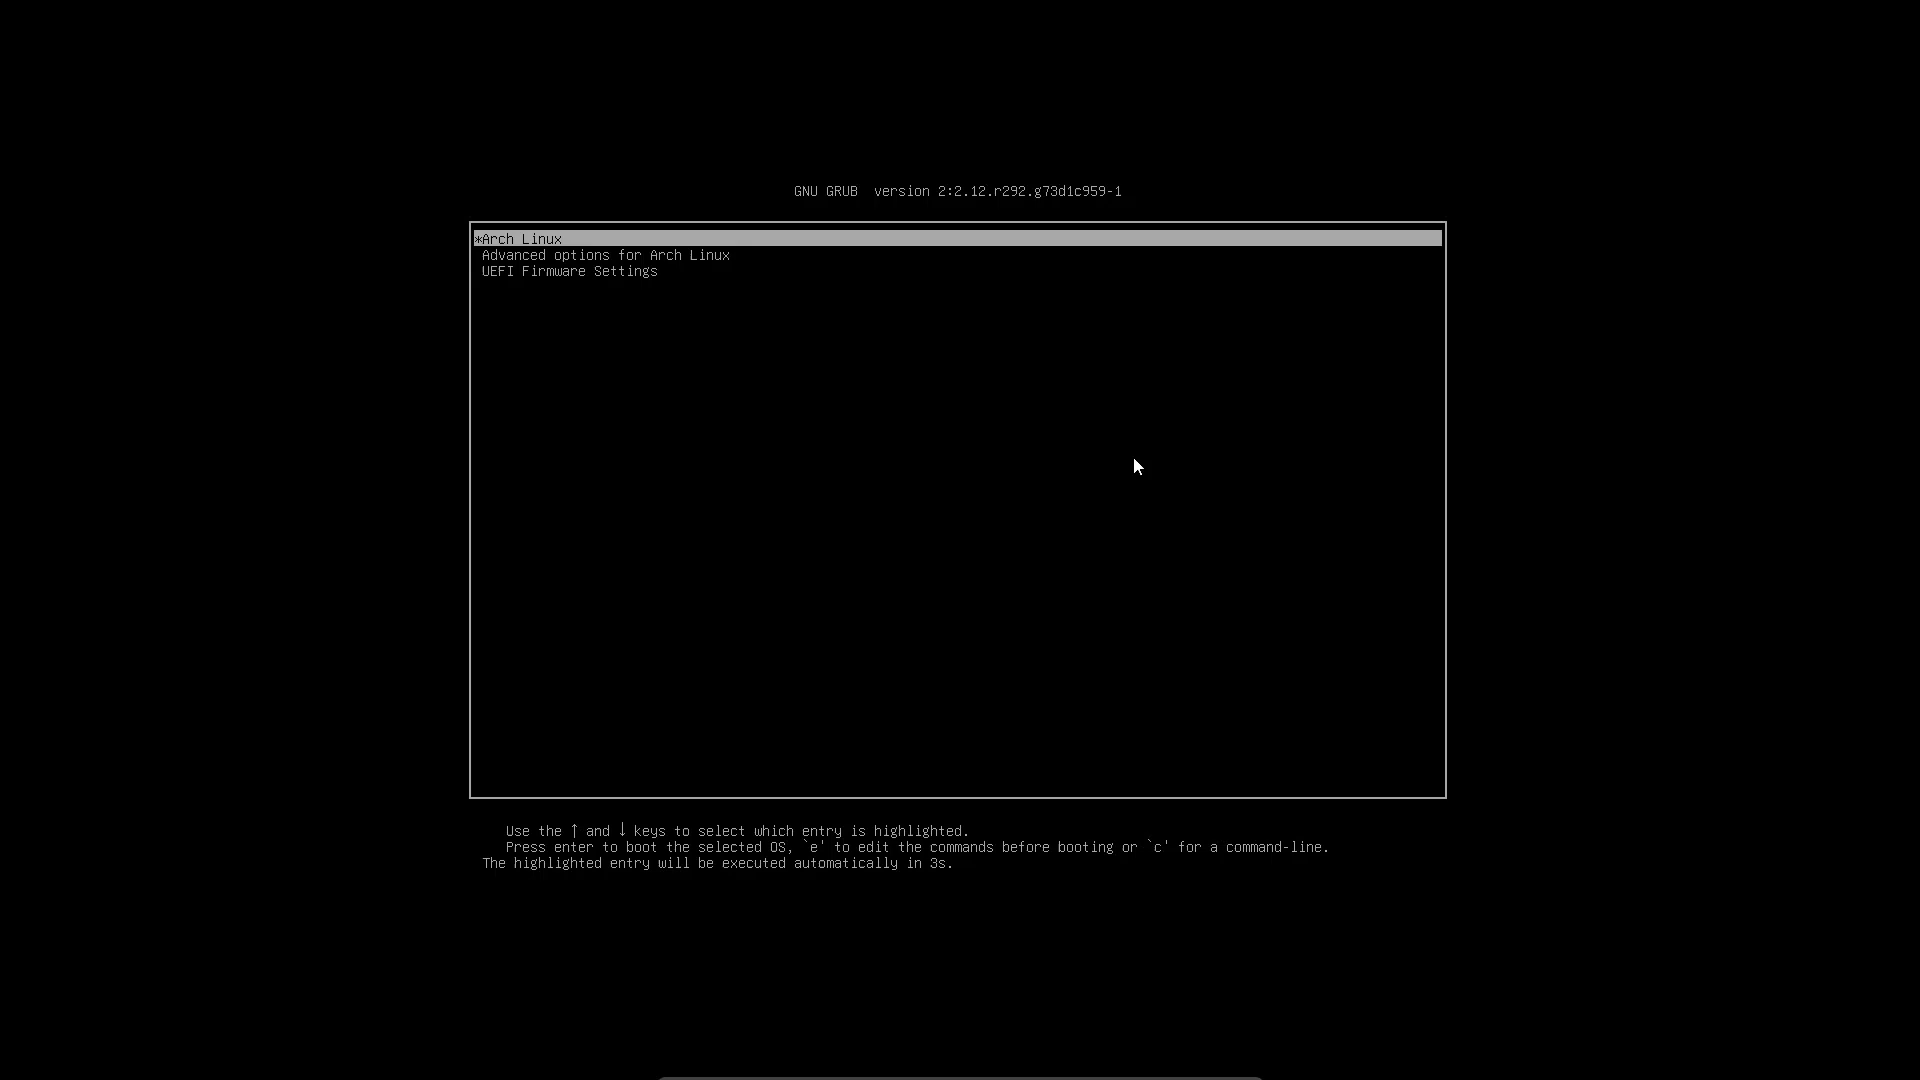 GNU GRUB  version 2:2.12.r292.g73d1c959-1
*Arch Linux
Advanced options for Arch Linux
UEFI Firmware Settings
Use the ↑ and ↓ keys to select which entry is highlighted.
Press enter to boot the selected OS, `e' to edit the commands before booting or `c' for a command-line.
The highlighted entry will be executed automatically in 3s.